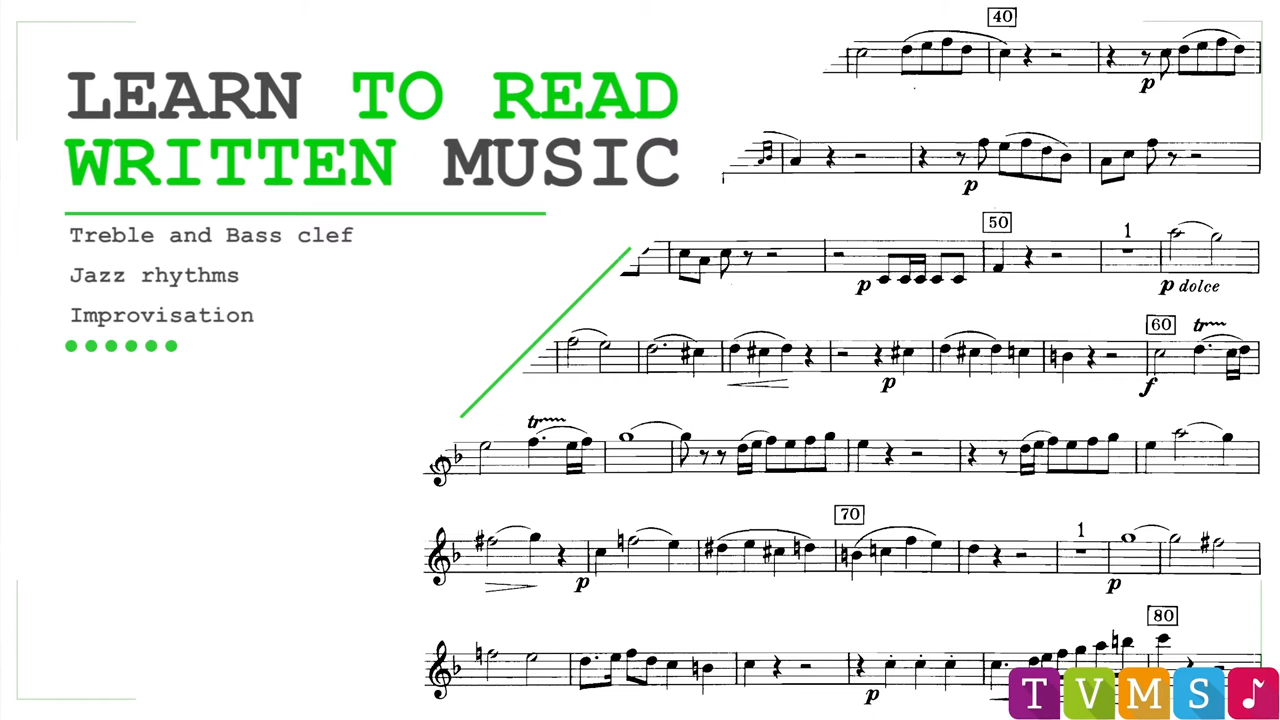 LEARN TO READ
WRITTEN MUSIC
Treble and Bass clef
Jazz rhythms
Improvisation
40
p
p
50
1
p
p dolce
60
tr
p
f
tr
70
1
p
p
80
p
TVMS